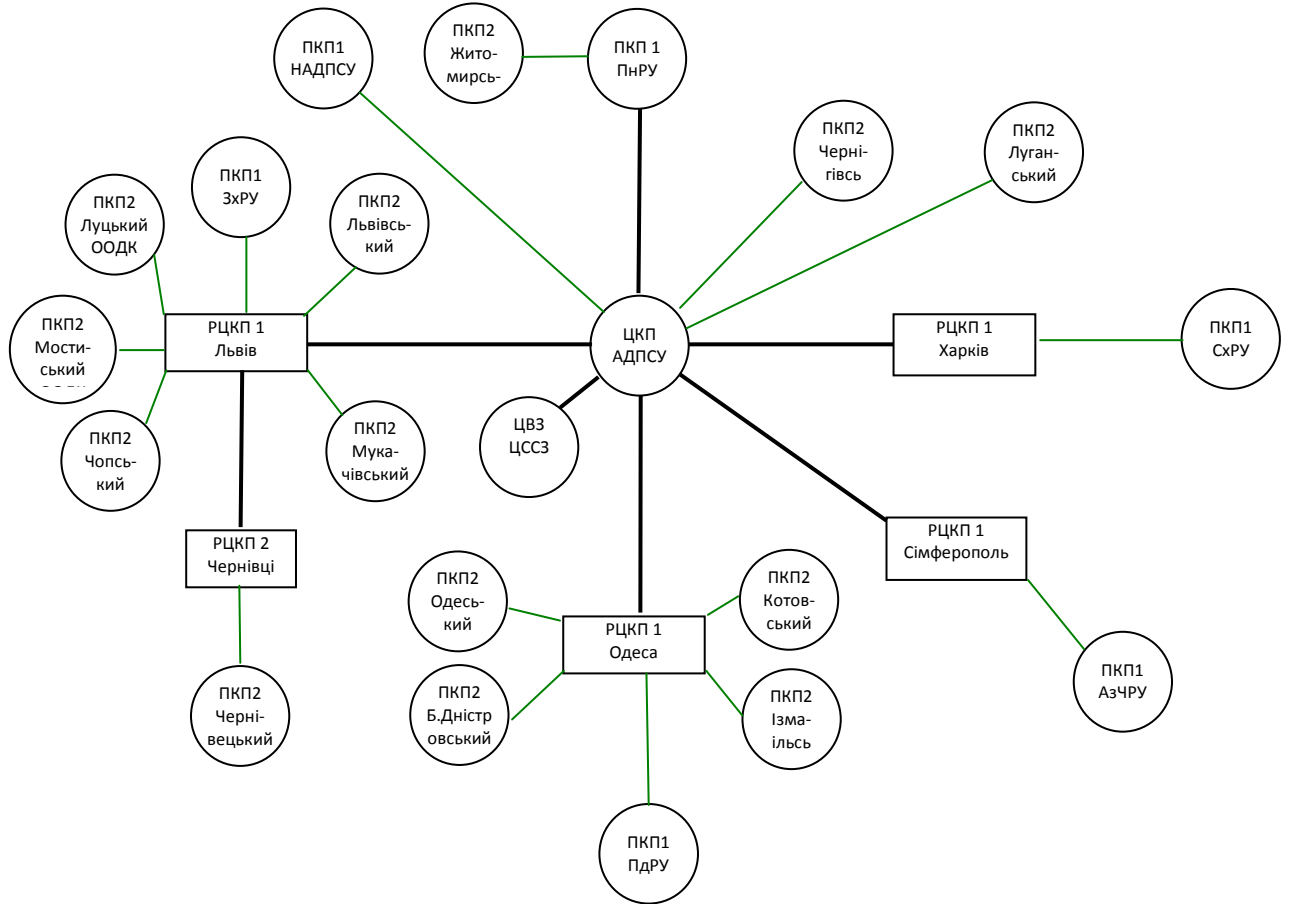 ПКП1
НАДПСУ
ПКП2
Жито-
мирсь-
ПКП 1
ПнРУ
ПКП2
Черні-
гівсь
ПКП2
Луган-
ський
ПКП1
ЗхРУ
ПКП2
Луцький
ООДК
ПКП2
Львівсь-
кий
ПКП2
Мости-
ський
РЦКП 1
Львів
ЦКП
АДПСУ
РЦКП 1
Харків
ПКП1
СхРУ
ПКП2
Чопсь-
кий
ПКП2
Мука-
чівський
ЦВЗ
ЦССЗ
РЦКП 2
Чернівці
РЦКП 1
Сімферополь
ПКП2
Одесь-
кий
ПКП2
Котов-
ський
РЦКП 1
Одеса
ПКП2
Черні-
вецький
ПКП2
Б.Дністр
овський
ПКП2
Ізма-
ільсь
ПКП1
АзЧРУ
ПКП1
ПдРУ